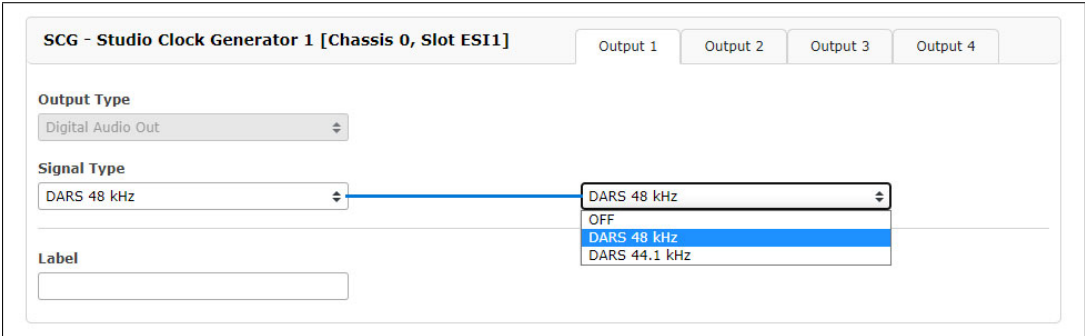 SCG - Studio Clock Generator 1 [Chassis 0, Slot ESI1]
Output 1
Output 2
Output 3
Output 4
Output Type
Digital Audio Out
Signal Type
DARS 48 kHz
DARS 48 kHz
OFF
DARS 48 kHz
DARS 44.1 kHz
Label